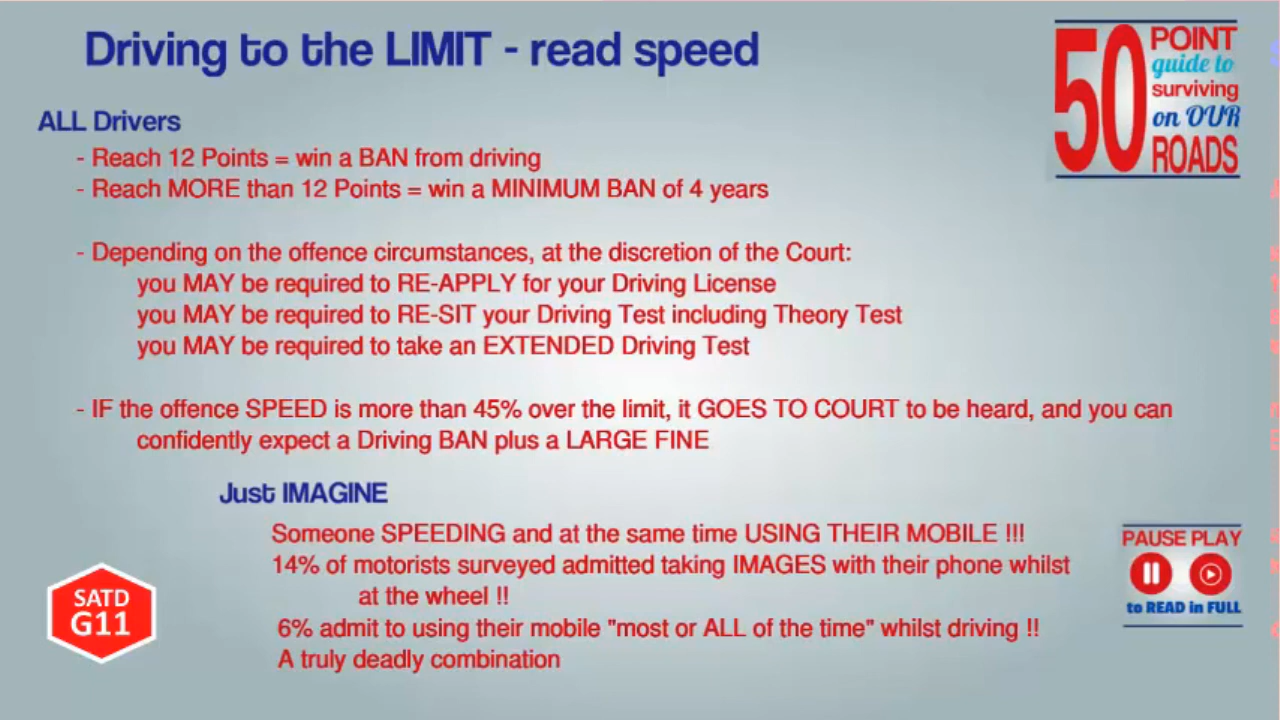 Driving to the LIMIT - read speed
50 POINT
guide to
surviving
on OUR
ROADS
ALL Drivers
- Reach 12 Points = win a BAN from driving
- Reach MORE than 12 Points = win a MINIMUM BAN of 4 years
- Depending on the offence circumstances, at the discretion of the Court:
you MAY be required to RE-APPLY for your Driving License
you MAY be required to RE-SIT your Driving Test including Theory Test
you MAY be required to take an EXTENDED Driving Test
- IF the offence SPEED is more than 45% over the limit, it GOES TO COURT to be heard, and you can
confidently expect a Driving BAN plus a LARGE FINE
Just IMAGINE
Someone SPEEDING and at the same time USING THEIR MOBILE !!!
14% of motorists surveyed admitted taking IMAGES with their phone whilst
at the wheel !!
6% admit to using their mobile "most or ALL of the time" whilst driving !!
A truly deadly combination
SATD
G11
PAUSE PLAY
to READ in FULL